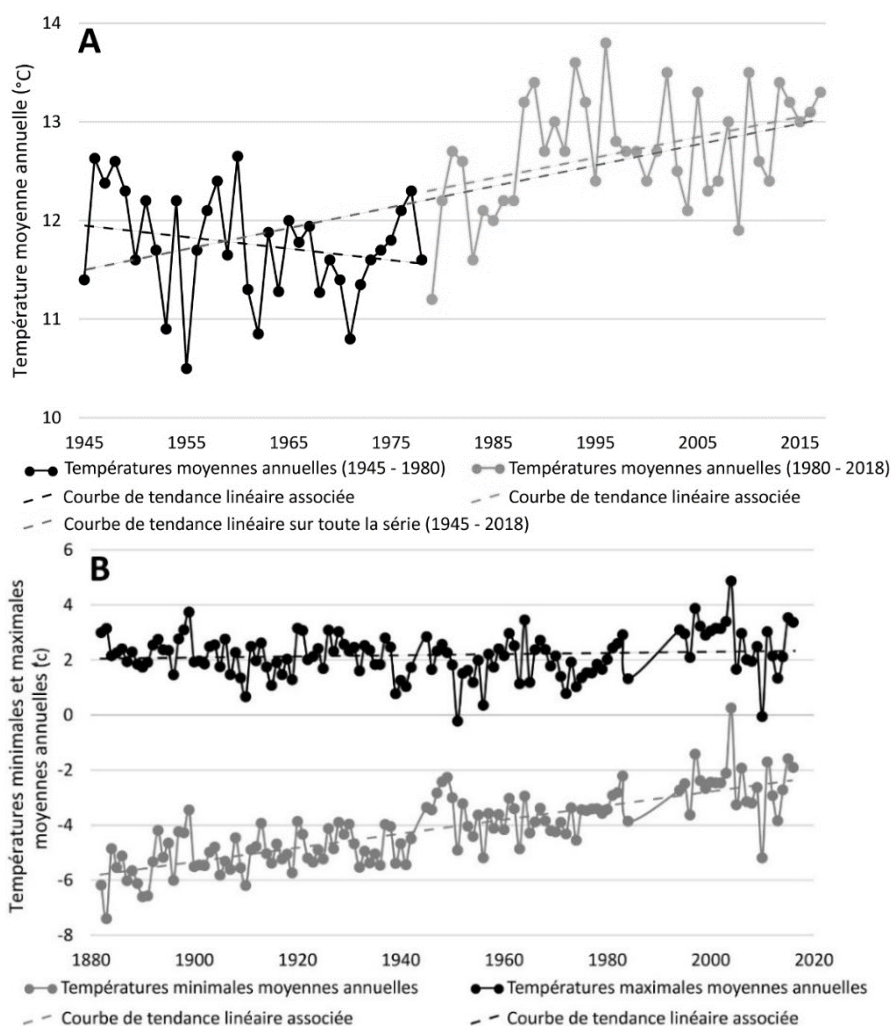 A
Température moyenne annuelle (°C)
14
13
12
11
10
1945 1955 1965 1975 1985 1995 2005 2015
Températures moyennes annuelles (1945 - 1980) Températures moyennes annuelles (1980 - 2018)
Courbe de tendance linéaire associée Courbe de tendance linéaire associée
Courbe de tendance linéaire sur toute la série (1945 - 2018)
B
Températures minimales et maximales
moyennes annuelles (̊c)
6
4
2
0
-2
-4
-6
-8
1880 1900 1920 1940 1960 1980 2000 2020
Températures minimales moyennes annuelles Températures maximales moyennes annuelles
Courbe de tendance linéaire associée Courbe de tendance linéaire associée